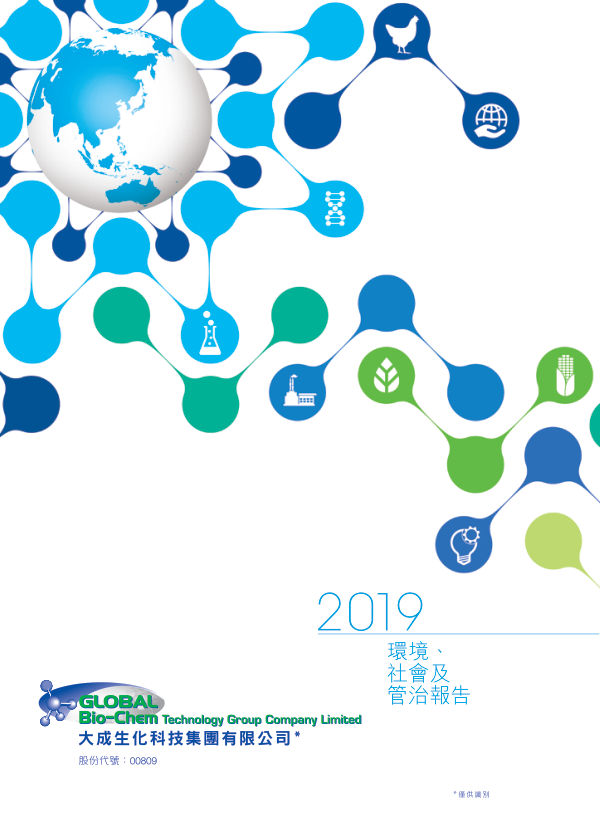 2019
環境、
社會及
管治報告
GLOBAL
Bio-Chem Technology Group Company Limited
大成生化科技集團有限公司*
股份代號：00809
*僅供識別